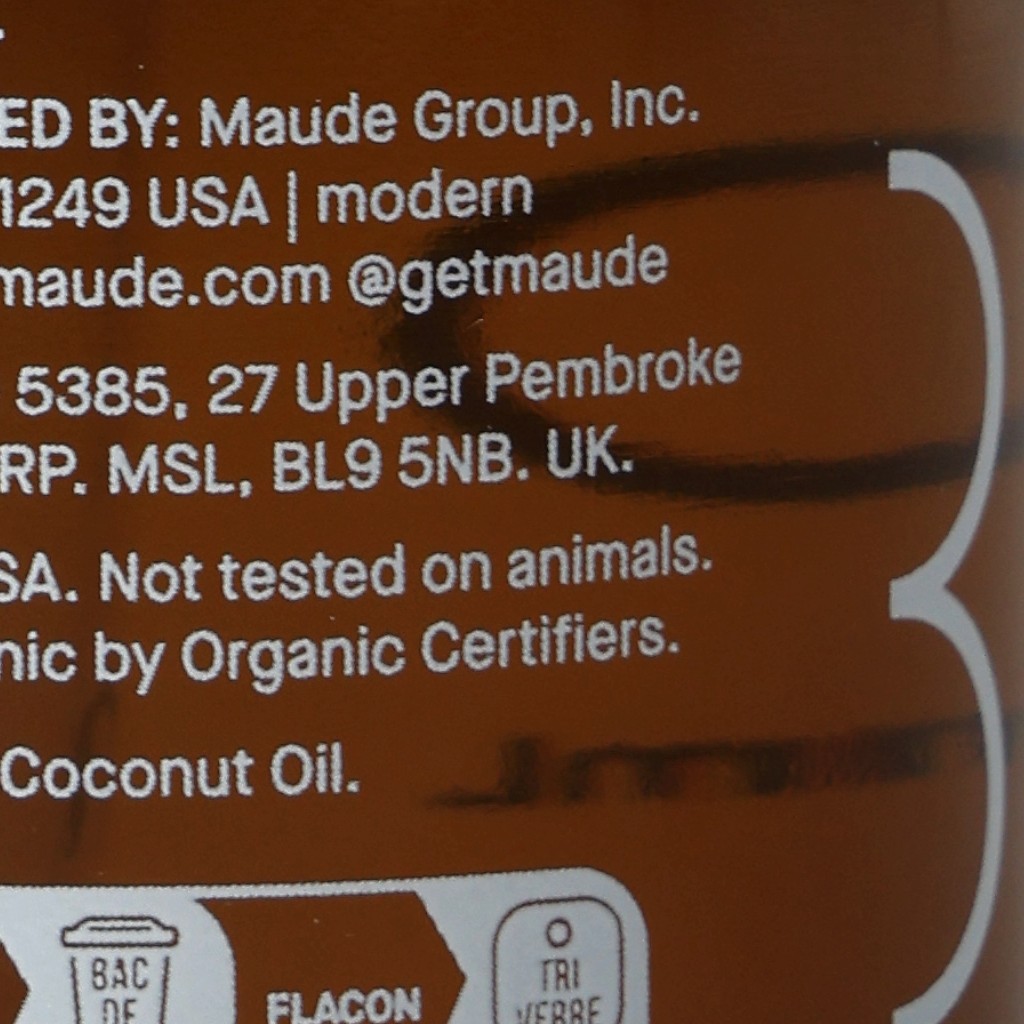 ED BY: Maude Group, Inc.
1249 USA | modern
maude.com @getmaude
5385, 27 Upper Pembroke
RP. MSL, BL9 5NB. UK.
SA. Not tested on animals.
nic by Organic Certifiers.
Coconut Oil.
BAC
DE
FLACON
TRI
VERRE